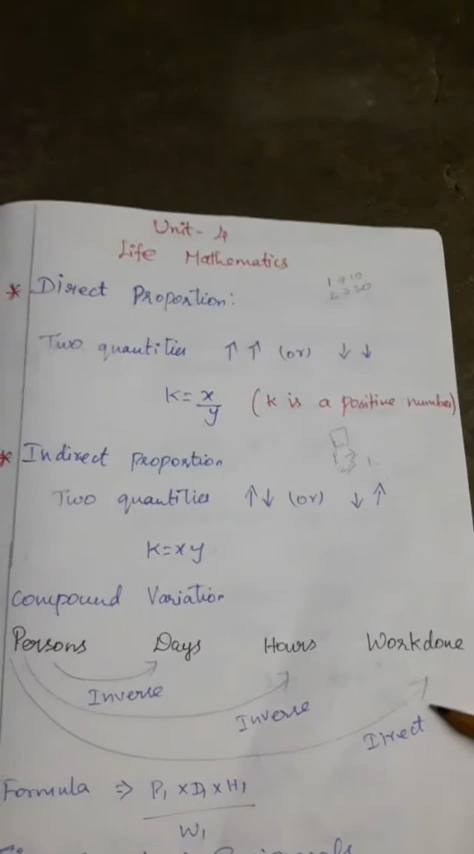 Unit-4
Life Mathematics
* Direct Proportion:
Two quantities ↑ ↑ (or) ↓ ↓
K = x/y (K is a positive number)
* Indirect proportion
Two quantities ↑↓ (or) ↓ ↑
K = xy
Compound Variation
Persons Days Hours Workdone
Inverse
Inverse
Direct
Formula ⇒ P₁ × D₁ × H₁
W₁